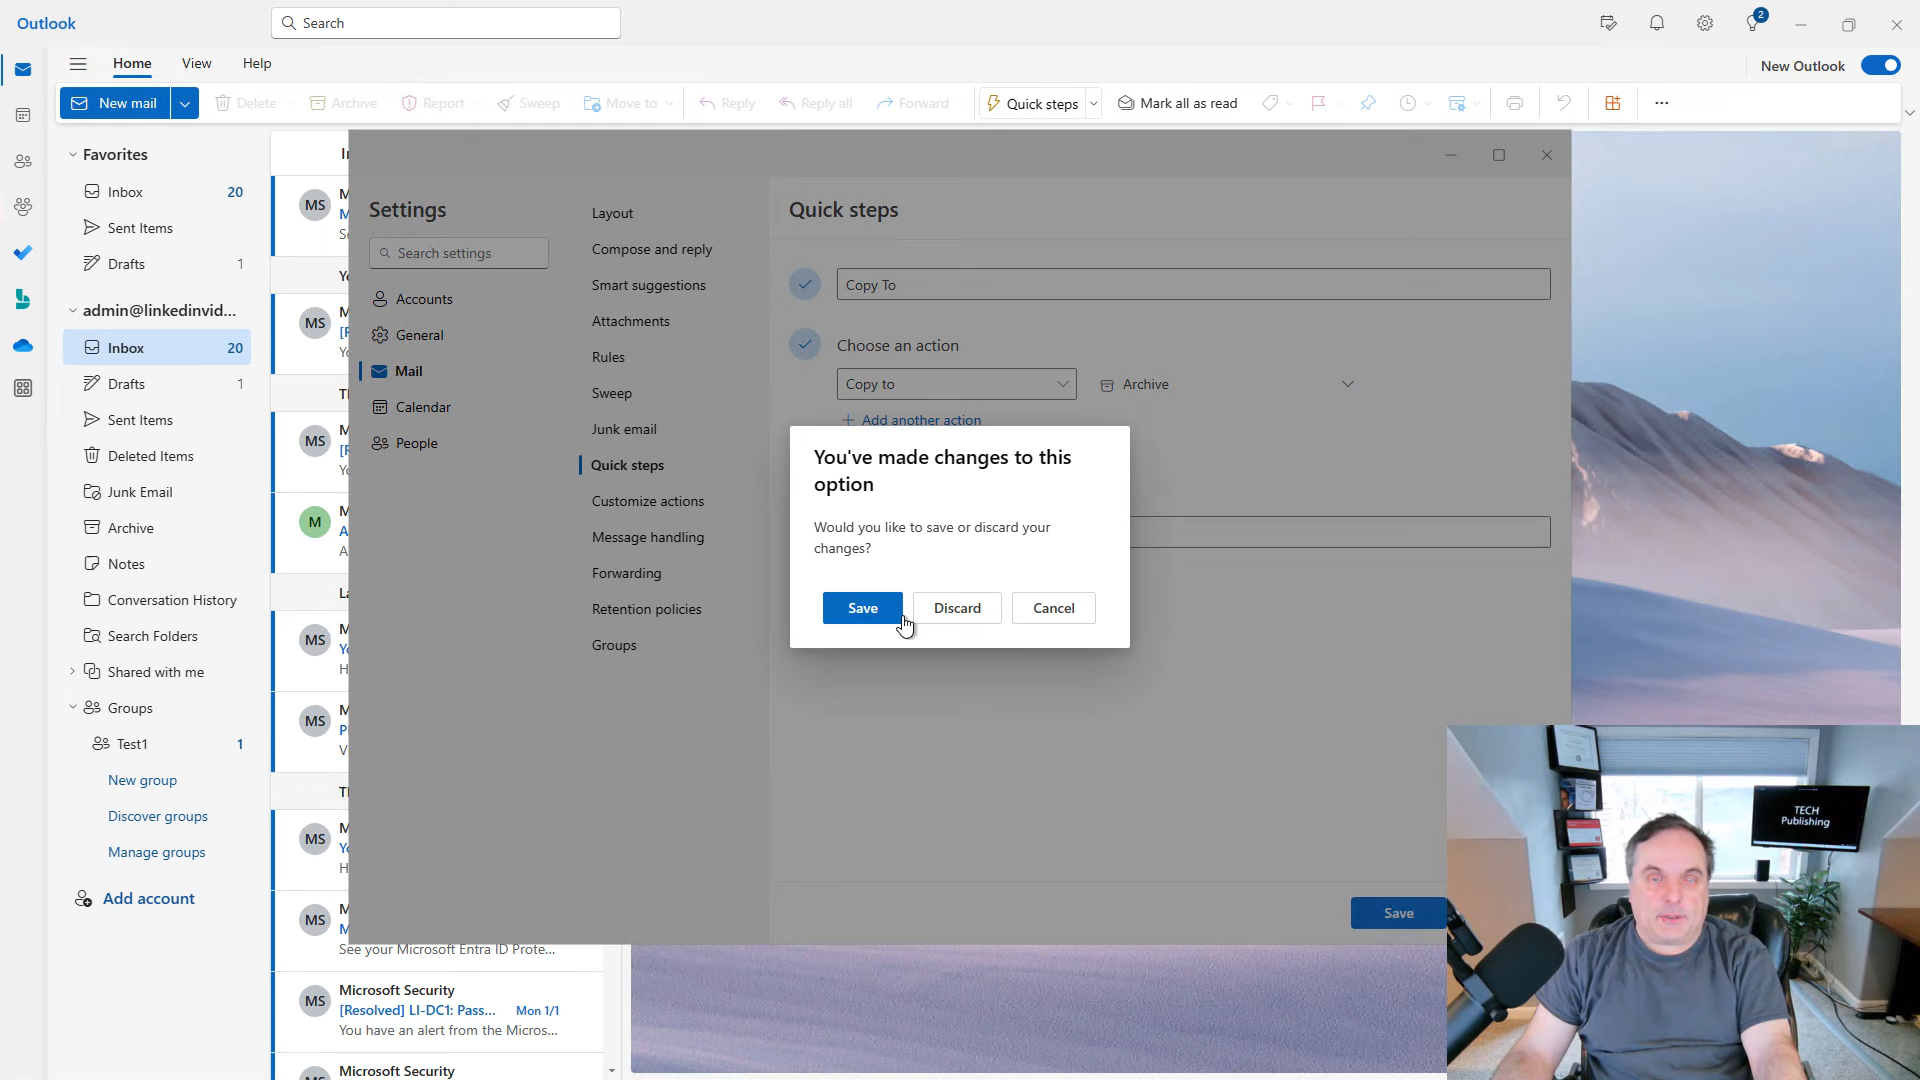 Outlook
Search
2
Home
View
Help
New Outlook
New mail
Delete
Archive
Report
Sweep
Move to
Reply
Reply all
Forward
Quick steps
Mark all as read
Favorites
Inbox 20
Sent Items
Drafts 1
admin@linkedinvid...
Inbox 20
Drafts 1
Sent Items
Deleted Items
Junk Email
Archive
Notes
Conversation History
Search Folders
Shared with me
Groups
Test1 1
New group
Discover groups
Manage groups
Add account
MS
MS
MS
M
MS
MS
MS
MS
See your Microsoft Entra ID Prote...
MS
Microsoft Security
[Resolved] LI-DC1: Pass... Mon 1/1
You have an alert from the Micros...
Microsoft Security
Settings
Search settings
Accounts
General
Mail
Calendar
People
Layout
Compose and reply
Smart suggestions
Attachments
Rules
Sweep
Junk email
Quick steps
Customize actions
Message handling
Forwarding
Retention policies
Groups
Quick steps
Copy To
Choose an action
Copy to
Archive
Add another action
You've made changes to this
option
Would you like to save or discard your
changes?
Save
Discard
Cancel
Save
TECH
Publishing